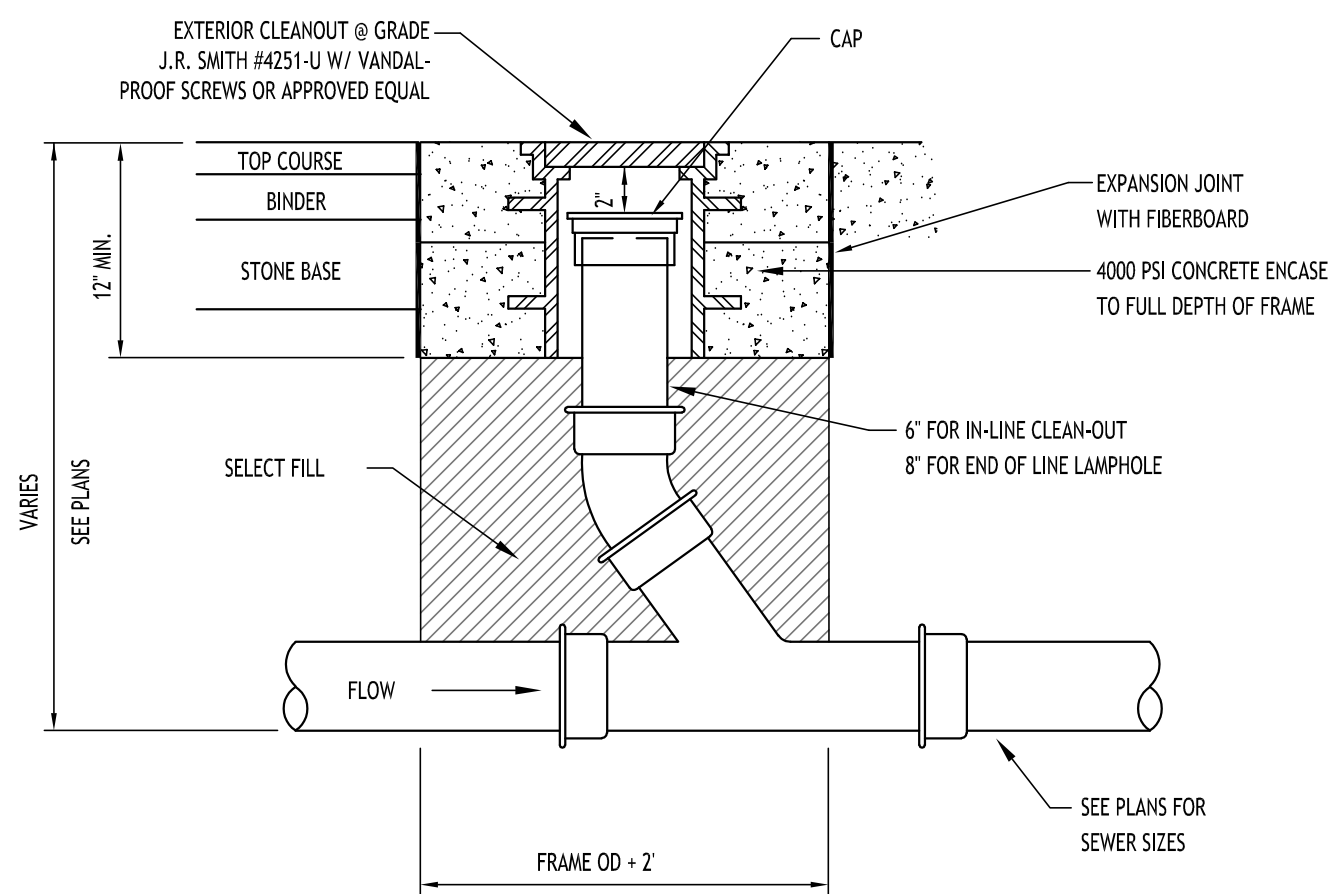 EXTERIOR CLEANOUT @ GRADE
J.R. SMITH #4251-U W/ VANDAL-
PROOF SCREWS OR APPROVED EQUAL
CAP
TOP COURSE
BINDER
STONE BASE
12" MIN.
2"
EXPANSION JOINT
WITH FIBERBOARD
4000 PSI CONCRETE ENCASE
TO FULL DEPTH OF FRAME
6" FOR IN-LINE CLEAN-OUT
8" FOR END OF LINE LAMPHOLE
SELECT FILL
VARIES
SEE PLANS
FLOW
SEE PLANS FOR
SEWER SIZES
FRAME OD + 2'